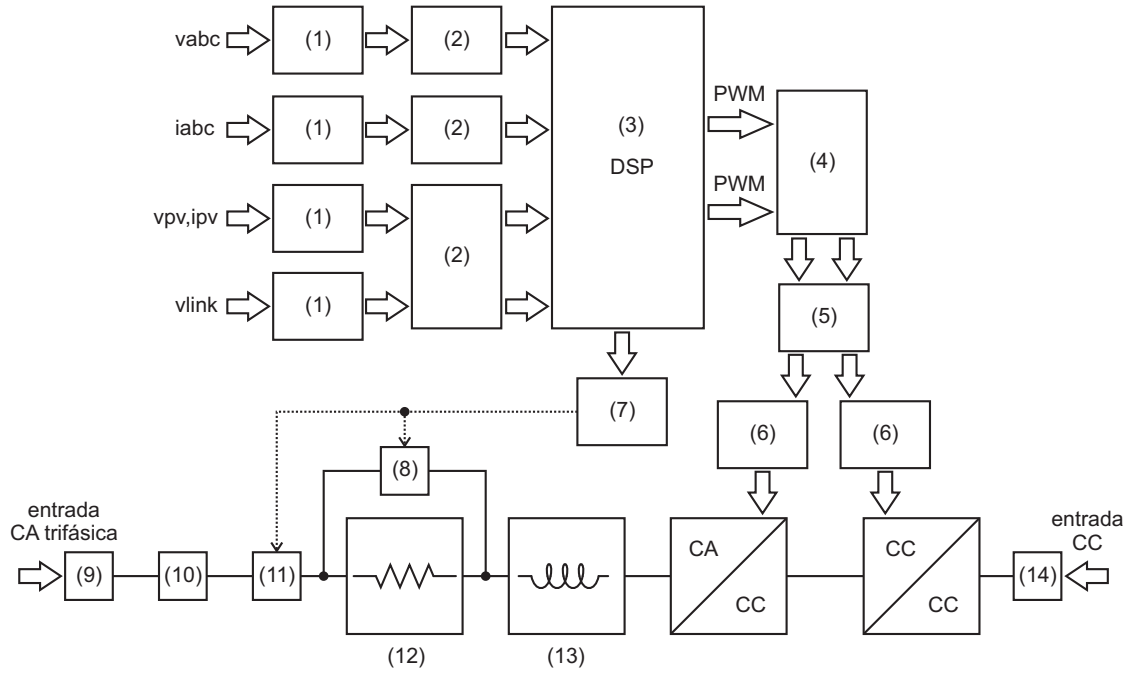 vabc
(1)
(2)
iabc
(1)
(2)
vpv,ipv
(1)
(2)
vlink
(1)
(3)
DSP
PWM
PWM
(4)
(5)
(6)
(6)
(7)
(8)
entrada
CA trifásica
(9)
(10)
(11)
(12)
(13)
CA
CC
CC
CC
entrada
CC
(14)